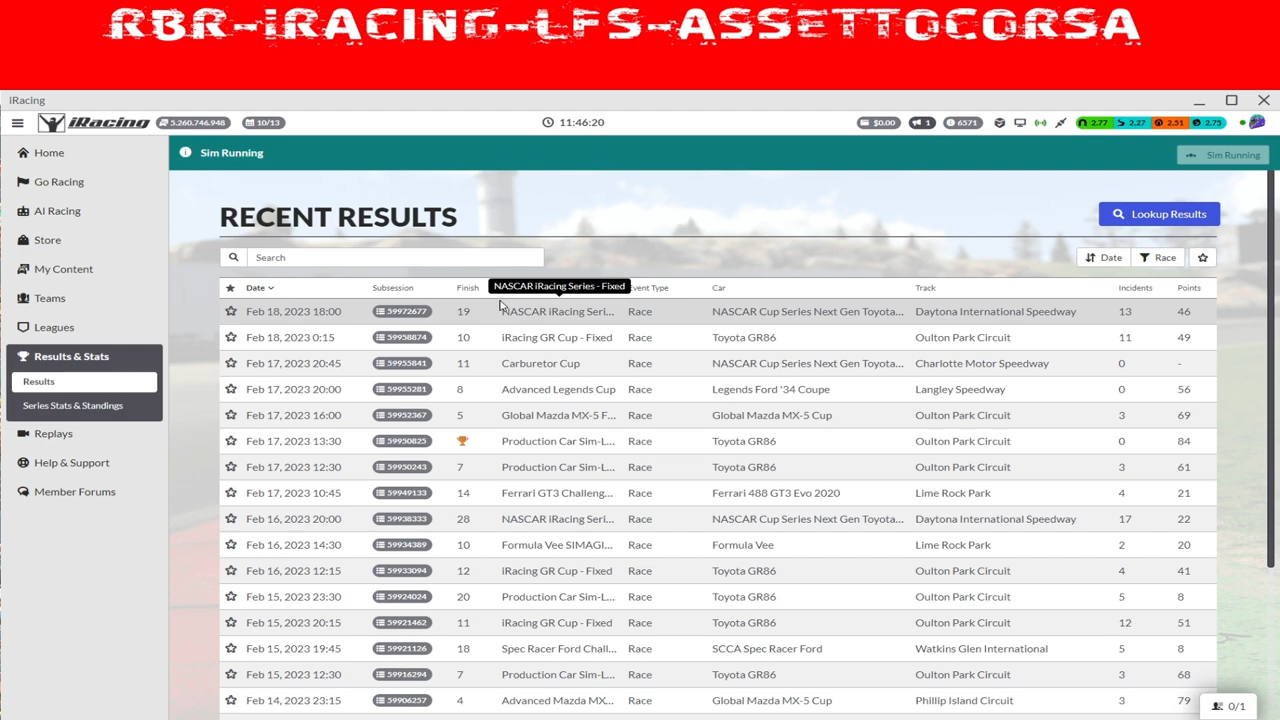 RBR-iRACING-LFS-ASSETTOCORSA
iRacing
iRacing 5.260.746.948 10/13 11:46:20 $0.00 1 6571 2.77 2.27 2.51 2.73
Home
Go Racing
AI Racing
Store
My Content
Teams
Leagues
Results & Stats
Results
Series Stats & Standings
Replays
Help & Support
Member Forums
Sim Running Sim Running
RECENT RESULTS Lookup Results
Search Date Race
NASCAR iRacing Series - Fixed
Date Subsession Finish Event Type Car Track Incidents Points
Feb 18, 2023 18:00 59972677 19 NASCAR iRacing Seri... Race NASCAR Cup Series Next Gen Toyota... Daytona International Speedway 13 46
Feb 18, 2023 0:15 59958874 10 iRacing GR Cup - Fixed Race Toyota GR86 Oulton Park Circuit 11 49
Feb 17, 2023 20:45 59955841 11 Carburetor Cup Race NASCAR Cup Series Next Gen Toyota... Charlotte Motor Speedway 0 -
Feb 17, 2023 20:00 59955281 8 Advanced Legends Cup Race Legends Ford '34 Coupe Langley Speedway 0 56
Feb 17, 2023 16:00 59952367 5 Global Mazda MX-5 F... Race Global Mazda MX-5 Cup Oulton Park Circuit 3 69
Feb 17, 2023 13:30 59950825 Production Car Sim-L... Race Toyota GR86 Oulton Park Circuit 0 84
Feb 17, 2023 12:30 59950243 7 Production Car Sim-L... Race Toyota GR86 Oulton Park Circuit 3 61
Feb 17, 2023 10:45 59949133 14 Ferrari GT3 Challeng... Race Ferrari 488 GT3 Evo 2020 Lime Rock Park 4 21
Feb 16, 2023 20:00 59938333 28 NASCAR iRacing Seri... Race NASCAR Cup Series Next Gen Toyota... Daytona International Speedway 17 22
Feb 16, 2023 14:30 59934389 10 Formula Vee SIMAGI... Race Formula Vee Lime Rock Park 2 20
Feb 16, 2023 12:15 59933094 12 iRacing GR Cup - Fixed Race Toyota GR86 Oulton Park Circuit 4 41
Feb 15, 2023 23:30 59924024 20 Production Car Sim-L... Race Toyota GR86 Oulton Park Circuit 5 8
Feb 15, 2023 20:15 59921462 11 iRacing GR Cup - Fixed Race Toyota GR86 Oulton Park Circuit 12 51
Feb 15, 2023 19:45 59921126 18 Spec Racer Ford Chall... Race SCCA Spec Racer Ford Watkins Glen International 5 8
Feb 15, 2023 12:30 59916294 7 Production Car Sim-L... Race Toyota GR86 Oulton Park Circuit 3 68
Feb 14, 2023 23:15 59906257 4 Advanced Mazda MX... Race Global Mazda MX-5 Cup Phillip Island Circuit 3 79
0/1